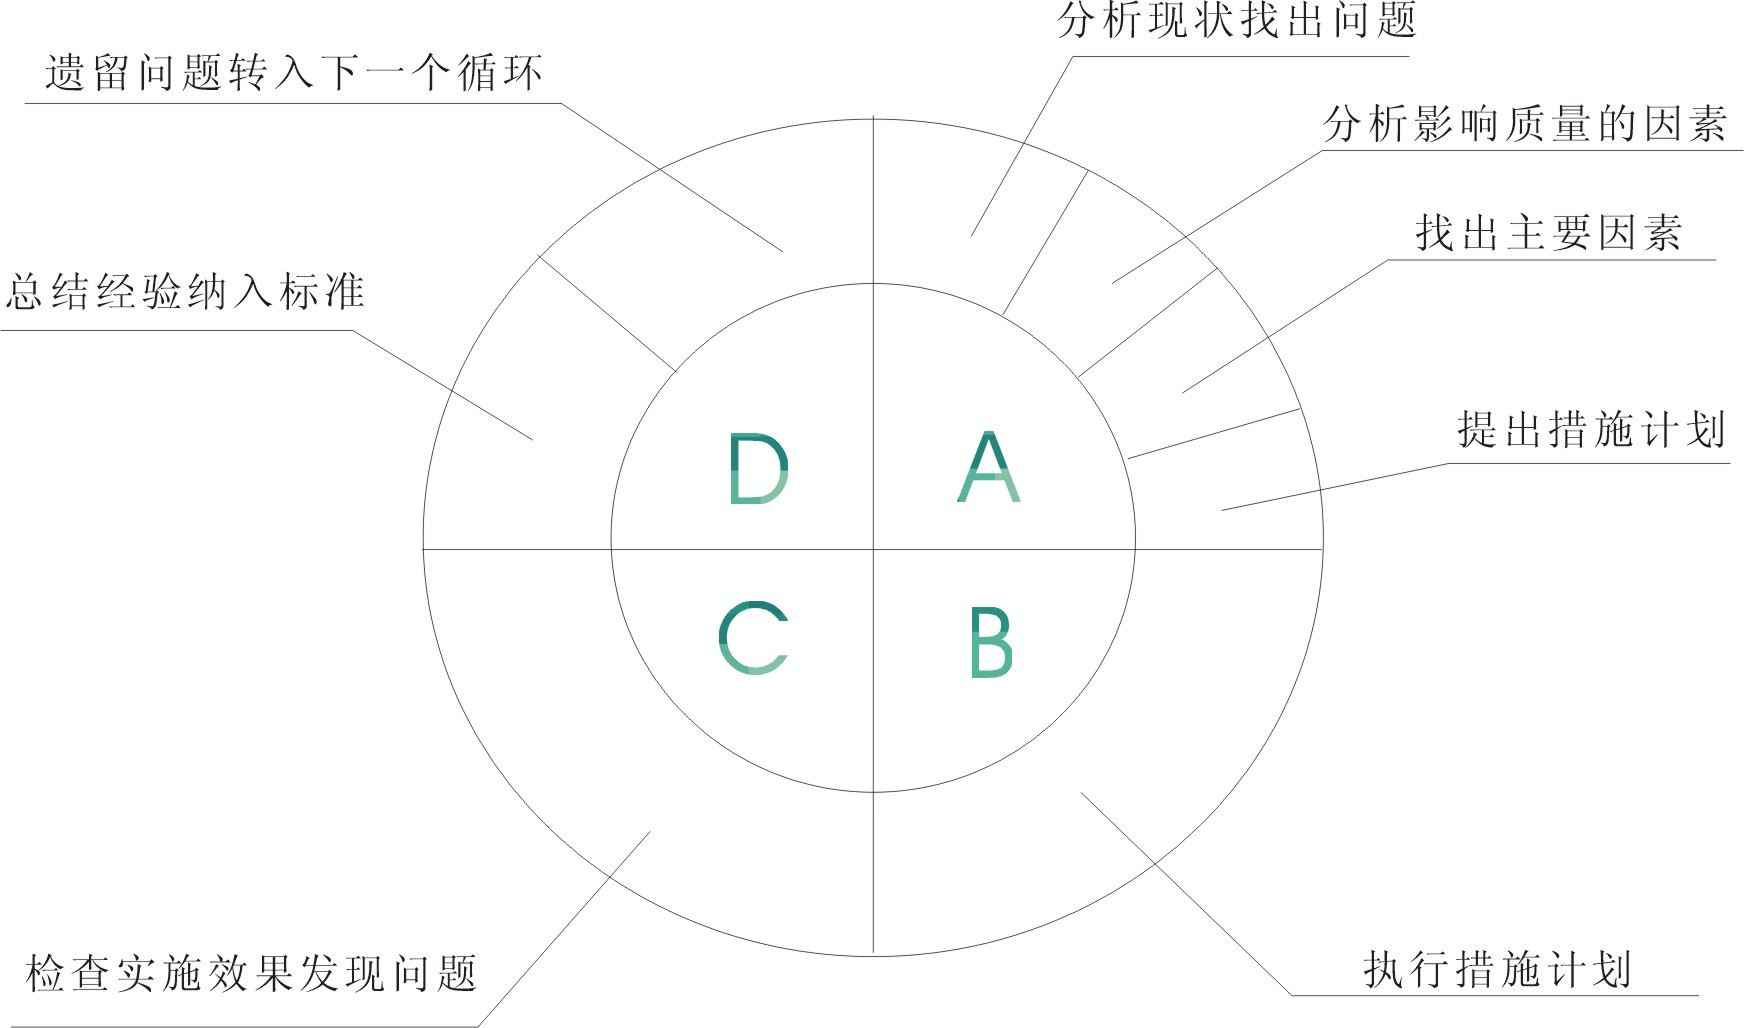 分析现状找出问题
遗留问题转入下一个循环
分析影响质量的因素
找出主要因素
总结经验纳入标准
提出措施计划
D
A
C
B
检查实施效果发现问题
执行措施计划